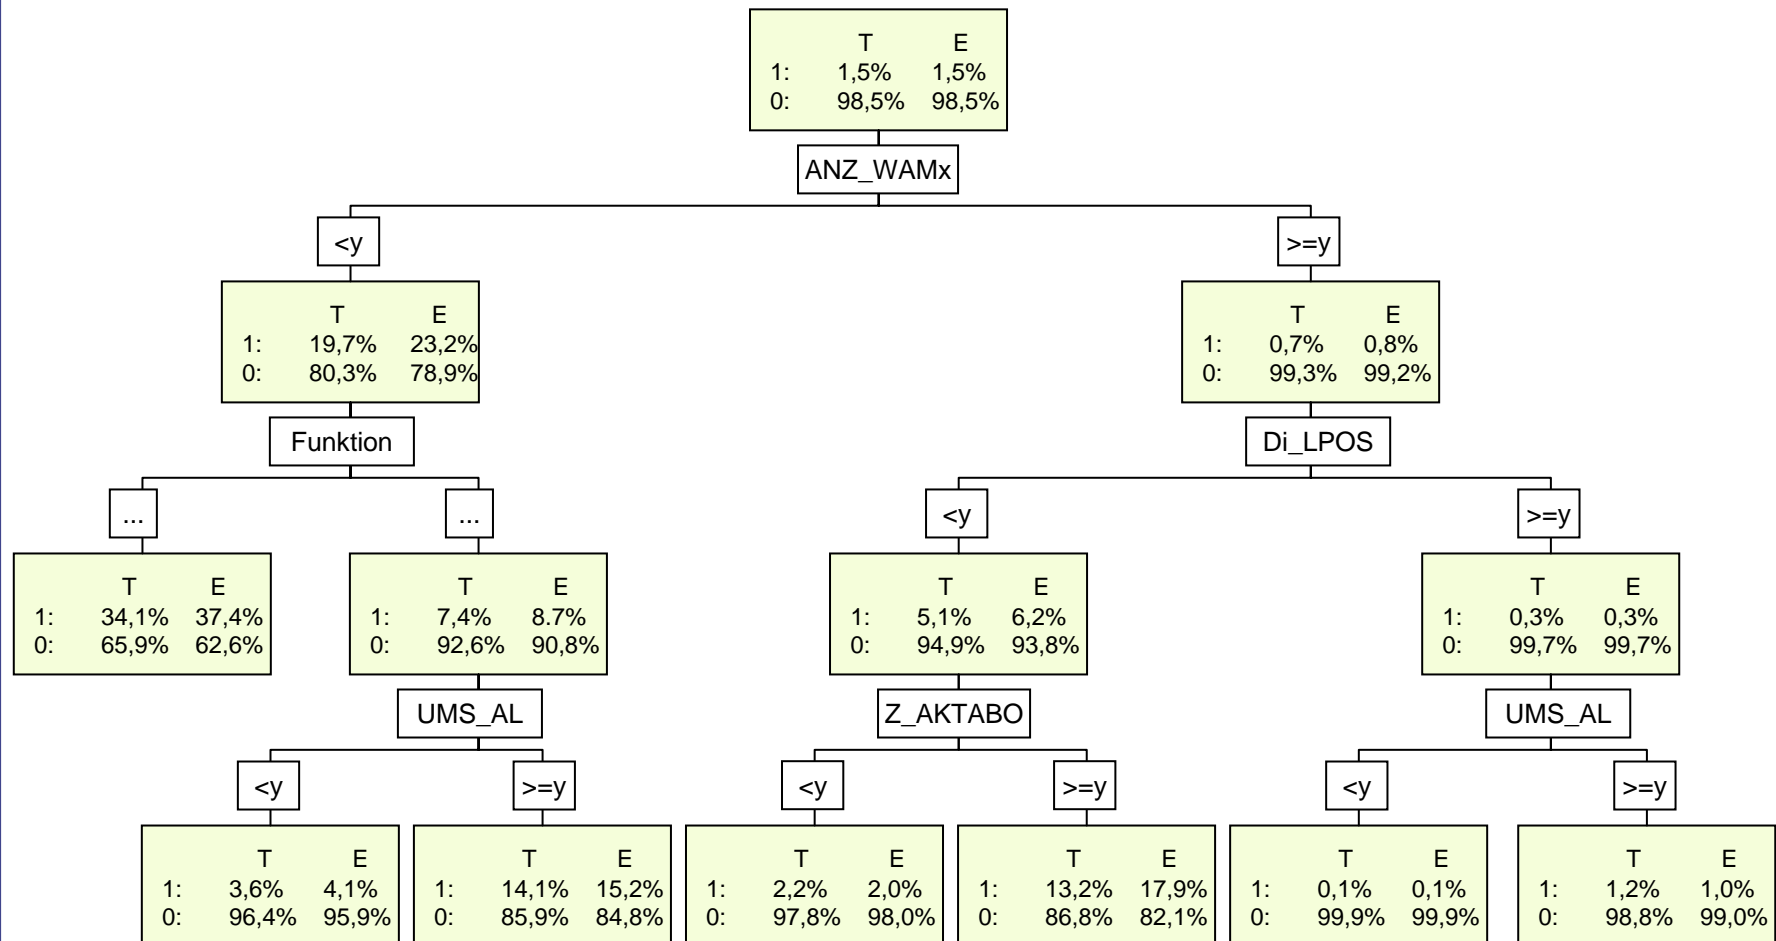 T E
1: 1,5% 1,5%
0: 98,5% 98,5%
ANZ_WAMx
<y
>=y
T E
1: 19,7% 23,2%
0: 80,3% 78,9%
T E
1: 0,7% 0,8%
0: 99,3% 99,2%
Funktion
Di_LPOS
...
...
<y
>=y
T E
1: 34,1% 37,4%
0: 65,9% 62,6%
T E
1: 7,4% 8.7%
0: 92,6% 90,8%
T E
1: 5,1% 6,2%
0: 94,9% 93,8%
T E
1: 0,3% 0,3%
0: 99,7% 99,7%
UMS_AL
Z_AKTABO
UMS_AL
<y
>=y
<y
>=y
<y
>=y
T E
1: 3,6% 4,1%
0: 96,4% 95,9%
T E
1: 14,1% 15,2%
0: 85,9% 84,8%
T E
1: 2,2% 2,0%
0: 97,8% 98,0%
T E
1: 13,2% 17,9%
0: 86,8% 82,1%
T E
1: 0,1% 0,1%
0: 99,9% 99,9%
T E
1: 1,2% 1,0%
0: 98,8% 99,0%